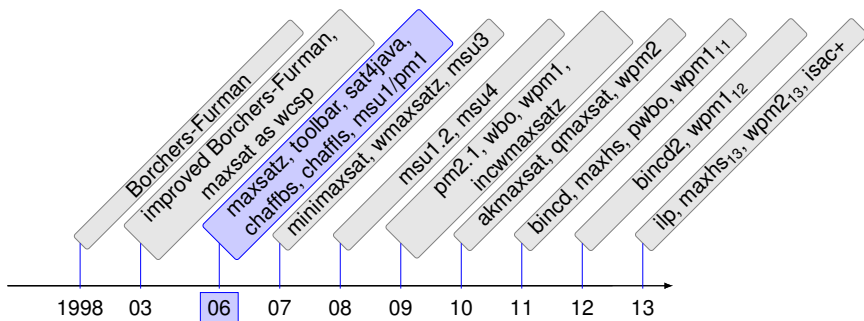 Borchers-Furman
improved Borchers-Furman,
maxsat as wcsp
maxsatz, toolbar, sat4java,
chaffbs, chaffls, msu1/pm1
minimaxsat, wmaxsatz, msu3
msu1.2, msu4
pm2.1, wbo, wpm1,
incwmaxsatz
akmaxsat, qmaxsat, wpm2
bincd, maxhs, pwbo, wpm1₁₁
bincd2, wpm1₁₂
ilp, maxhs₁₃, wpm2₁₃, isac+
1998 03 06 07 08 09 10 11 12 13